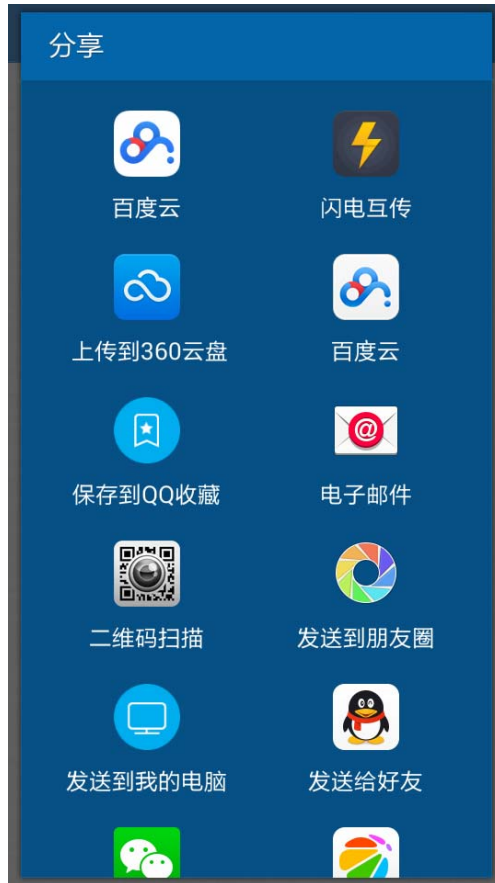 分享
百度云
闪电互传
上传到360云盘
百度云
保存到QQ收藏
@
电子邮件
二维码扫描
发送到朋友圈
发送到我的电脑
发送给好友